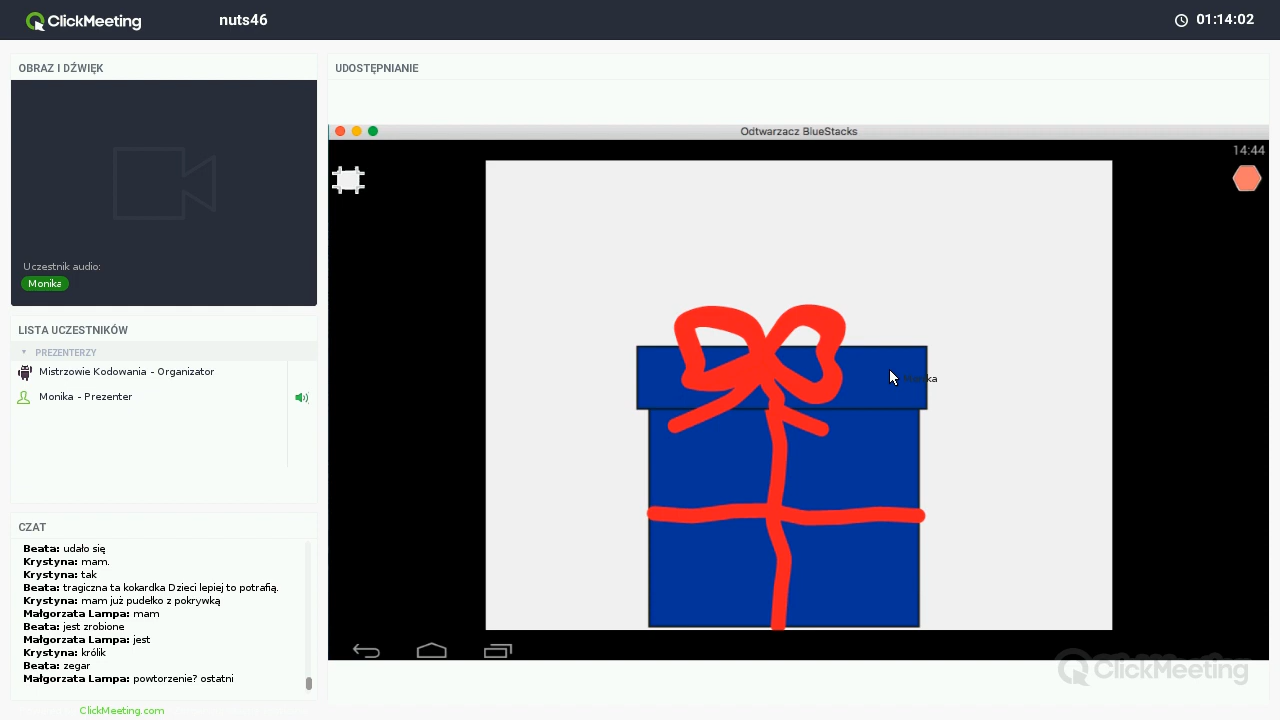 ClickMeeting
nuts46
01:14:02
OBRAZ I DŹWIĘK
Uczestnik audio:
Monika
LISTA UCZESTNIKÓW
PREZENTERZY
Mistrzowie Kodowania - Organizator
Monika - Prezenter
CZAT
Beata: udało się
Krystyna: mam.
Krystyna: tak
Beata: tragiczna ta kokardka Dzieci lepiej to potrafią.
Krystyna: mam już pudełko z pokrywką
Małgorzata Lampa: mam
Beata: jest zrobione
Małgorzata Lampa: jest
Krystyna: królik
Beata: zegar
Małgorzata Lampa: powtorzenie? ostatni
ClickMeeting.com
UDOSTĘPNIANIE
Odtwarzacz BlueStacks
14:44
Monika
ClickMeeting